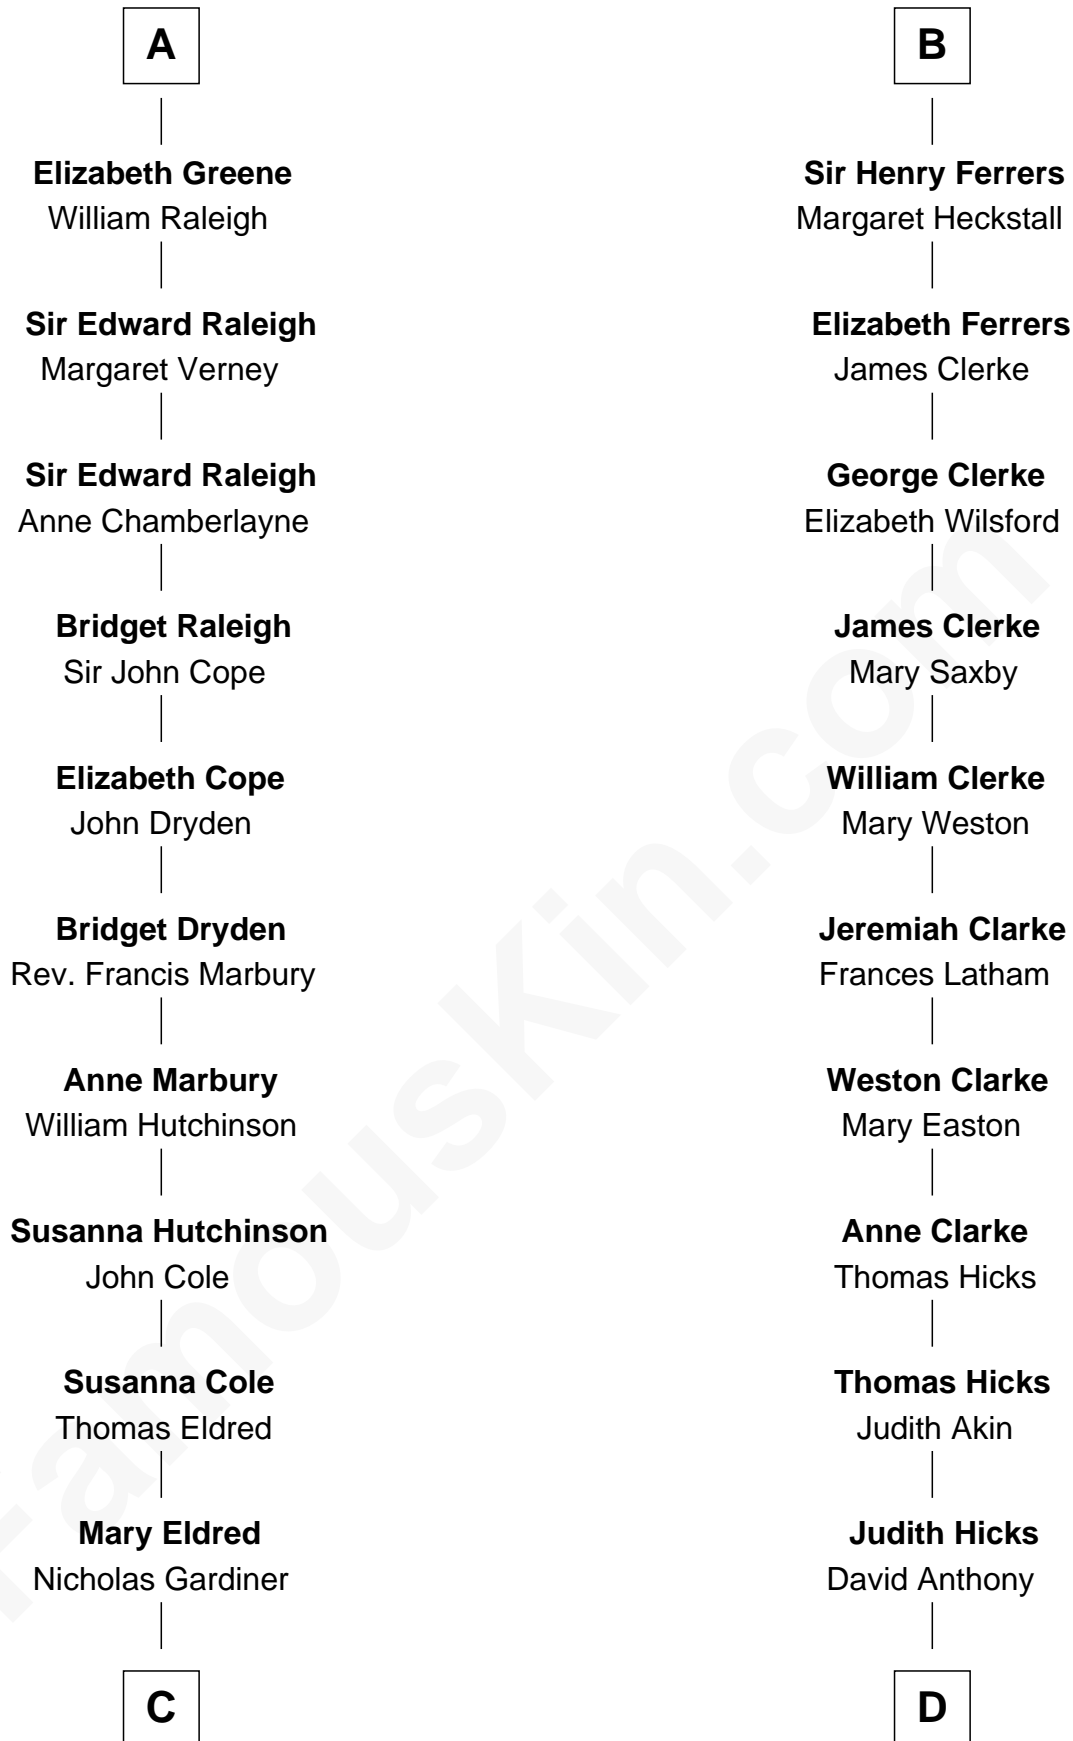 A
Elizabeth Greene
William Raleigh
Sir Edward Raleigh
Margaret Verney
Sir Edward Raleigh
Anne Chamberlayne
Bridget Raleigh
Sir John Cope
Elizabeth Cope
John Dryden
Bridget Dryden
Rev. Francis Marbury
Anne Marbury
William Hutchinson
Susanna Hutchinson
John Cole
Susanna Cole
Thomas Eldred
Mary Eldred
Nicholas Gardiner
C
B
Sir Henry Ferrers
Margaret Heckstall
Elizabeth Ferrers
James Clerke
George Clerke
Elizabeth Wilsford
James Clerke
Mary Saxby
William Clerke
Mary Weston
Jeremiah Clarke
Frances Latham
Weston Clarke
Mary Easton
Anne Clarke
Thomas Hicks
Thomas Hicks
Judith Akin
Judith Hicks
David Anthony
D
FamousKin.com